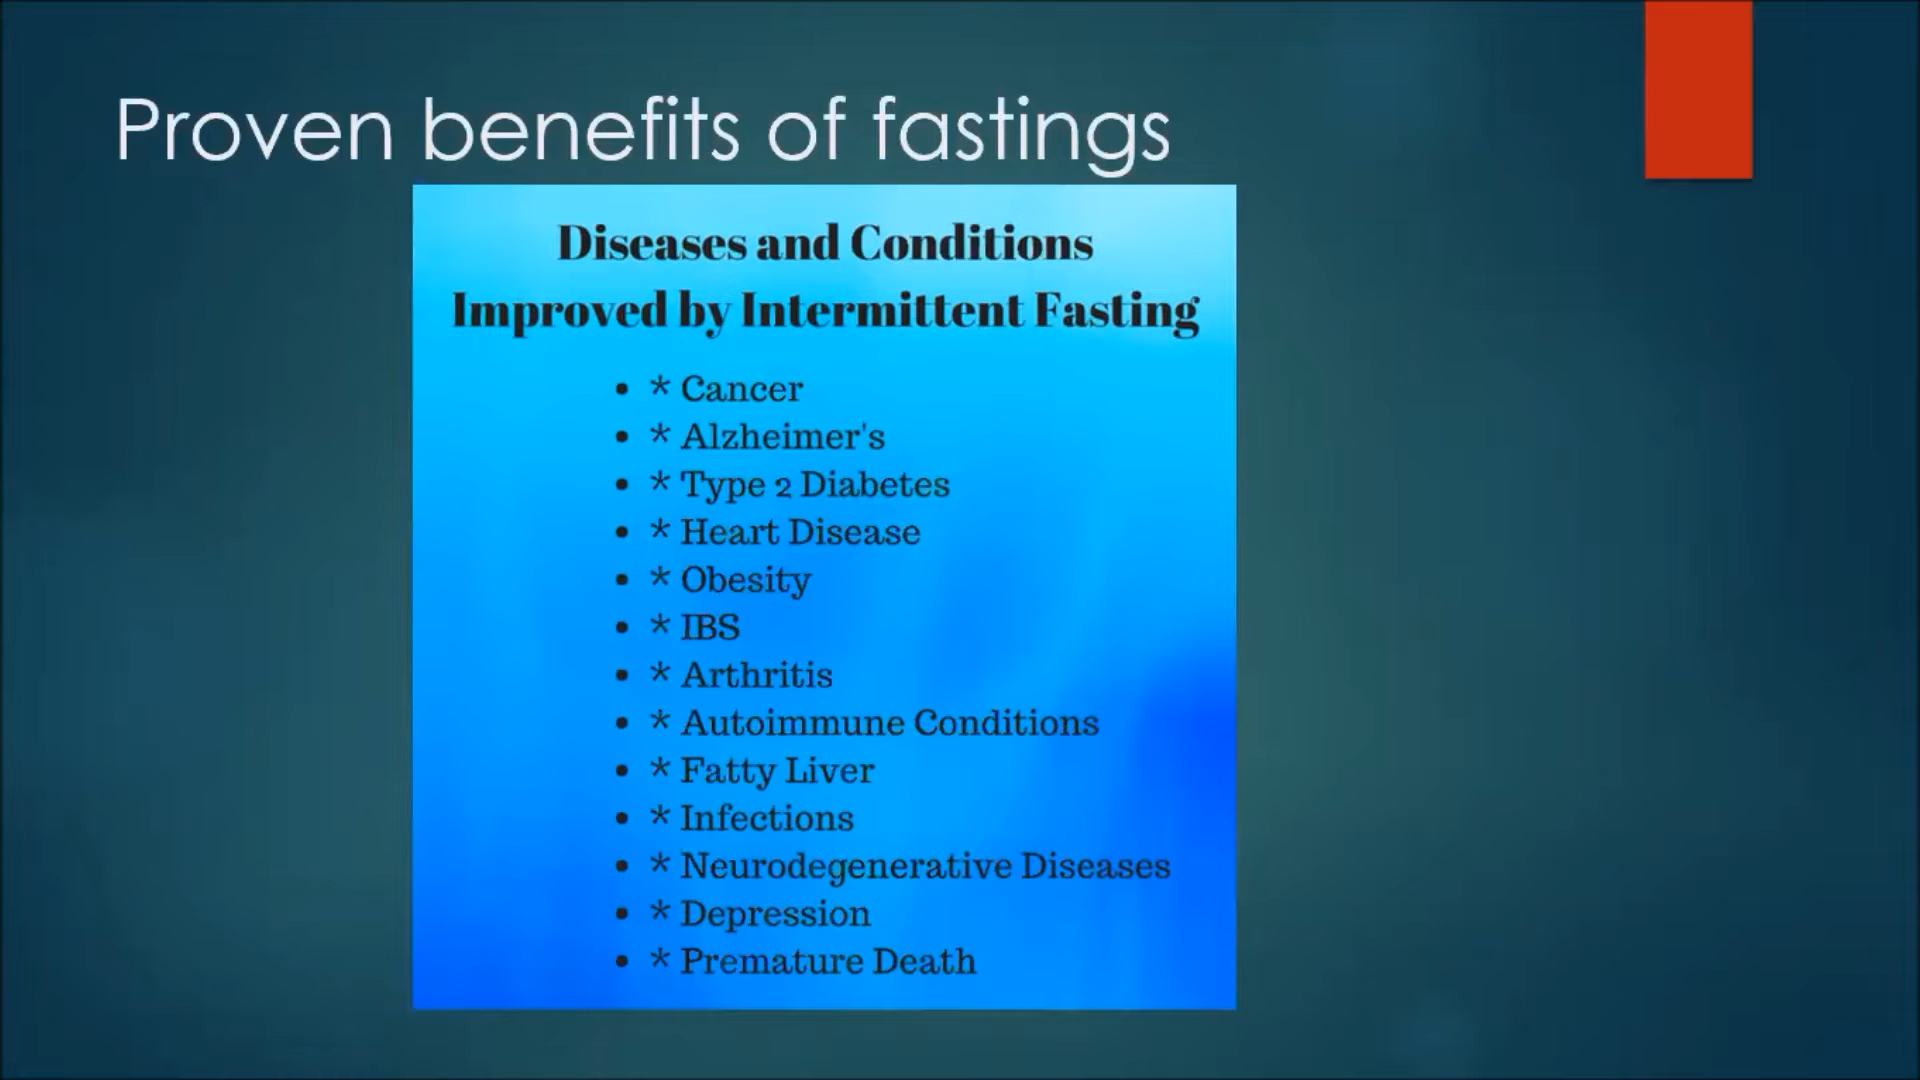 Proven benefits of fastings
Diseases and Conditions
Improved by Intermittent Fasting
• * Cancer
• * Alzheimer's
• * Type 2 Diabetes
• * Heart Disease
• * Obesity
• * IBS
• * Arthritis
• * Autoimmune Conditions
• * Fatty Liver
• * Infections
• * Neurodegenerative Diseases
• * Depression
• * Premature Death